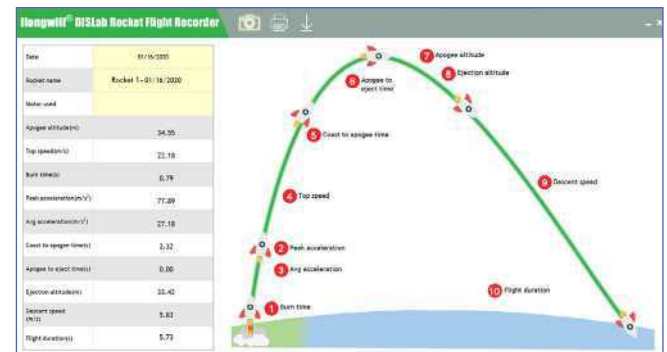 Hongwill® DISLab Rocket Flight Recorder
Date 01/16/2020
Rocket name Rocket 1-01/16/2020
Motor used
Apogee altitude(m) 34.55
Top speed(m/s) 22.18
Burn time(s) 0.79
Peak acceleration(m/s²) 77.89
Avg acceleration(m/s²) 27.18
Coast to apogee time(s) 2.32
Apogee to eject time(s) 0.00
Ejection altitude(m)
Descent speed
(m/s) 5.83
Flight duration(s) 5.73
7 Apogee altitude
8 Ejection altitude
6 Apogee to
eject time
5 Coast to apogee time
9 Descent speed
4 Top speed
2 Peak acceleration
3 Avg acceleration
10 Flight duration
1 Burn time